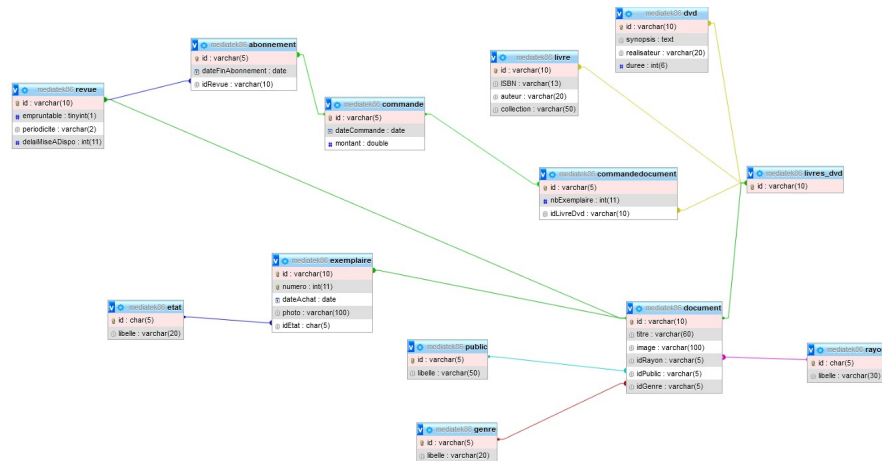 mediatek86 dvd
id : varchar(10)
synopsis : text
realisateur : varchar(20)
duree : int(6)
mediatek86 abonnement
id : varchar(5)
dateFinAbonnement : date
idRevue : varchar(10)
mediatek86 livre
id : varchar(10)
ISBN : varchar(13)
auteur : varchar(20)
collection : varchar(50)
mediatek86 revue
id : varchar(10)
empruntable : tinyint(1)
periodicite : varchar(2)
delaiMiseADispo : int(11)
mediatek86 commande
id : varchar(5)
dateCommande : date
montant : double
mediatek86 commandedocument
id : varchar(5)
nbExemplaire : int(11)
idLivreDvd : varchar(10)
mediatek86 livres_dvd
id : varchar(10)
mediatek86 exemplaire
id : varchar(10)
numero : int(11)
dateAchat : date
photo : varchar(100)
idEtat : char(5)
mediatek86 etat
id : char(5)
libelle : varchar(20)
mediatek86 document
id : varchar(10)
titre : varchar(60)
image : varchar(100)
idRayon : varchar(5)
idPublic : varchar(5)
idGenre : varchar(5)
mediatek86 public
id : varchar(5)
libelle : varchar(50)
mediatek86 rayo
id : char(5)
libelle : varchar(30)
mediatek86 genre
id : varchar(5)
libelle : varchar(20)